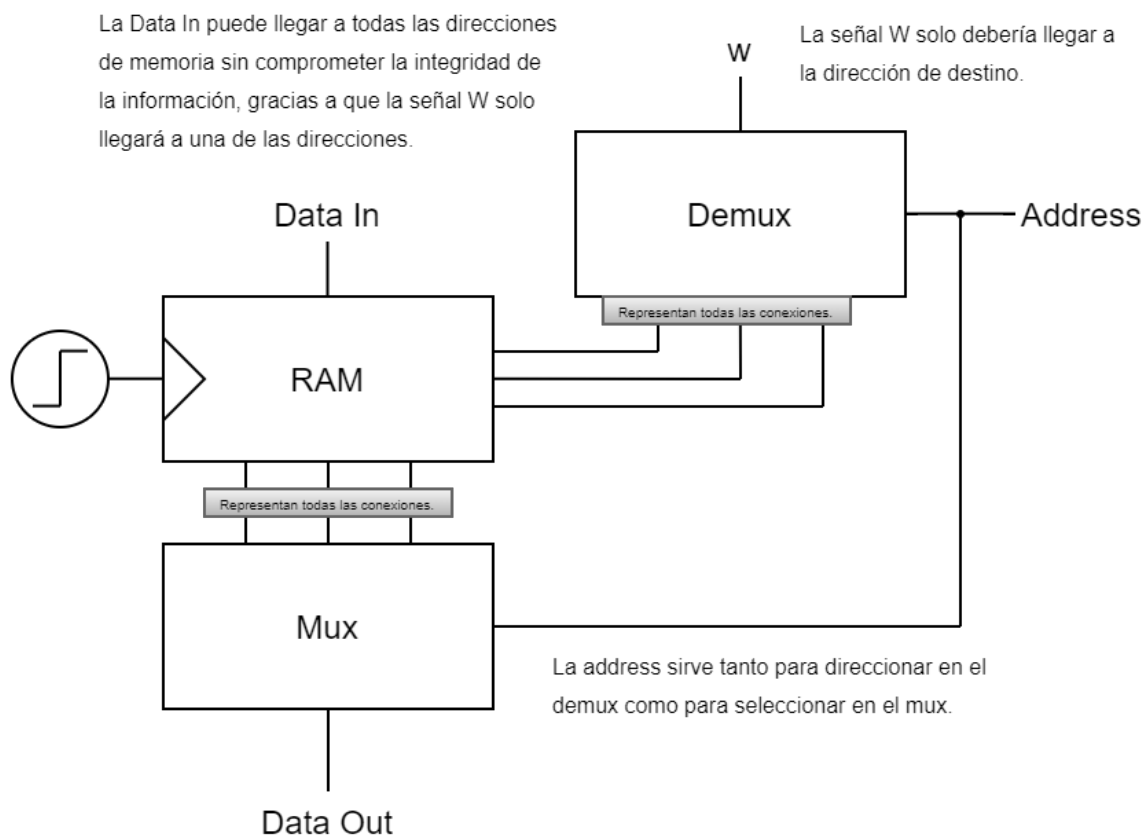 La Data In puede llegar a todas las direcciones
de memoria sin comprometer la integridad de
la información, gracias a que la señal W solo
llegará a una de las direcciones.
W
La señal W solo debería llegar a
la dirección de destino.
Data In
Demux
Address
Representan todas las conexiones.
RAM
Representan todas las conexiones.
Mux
La address sirve tanto para direccionar en el
demux como para seleccionar en el mux.
Data Out